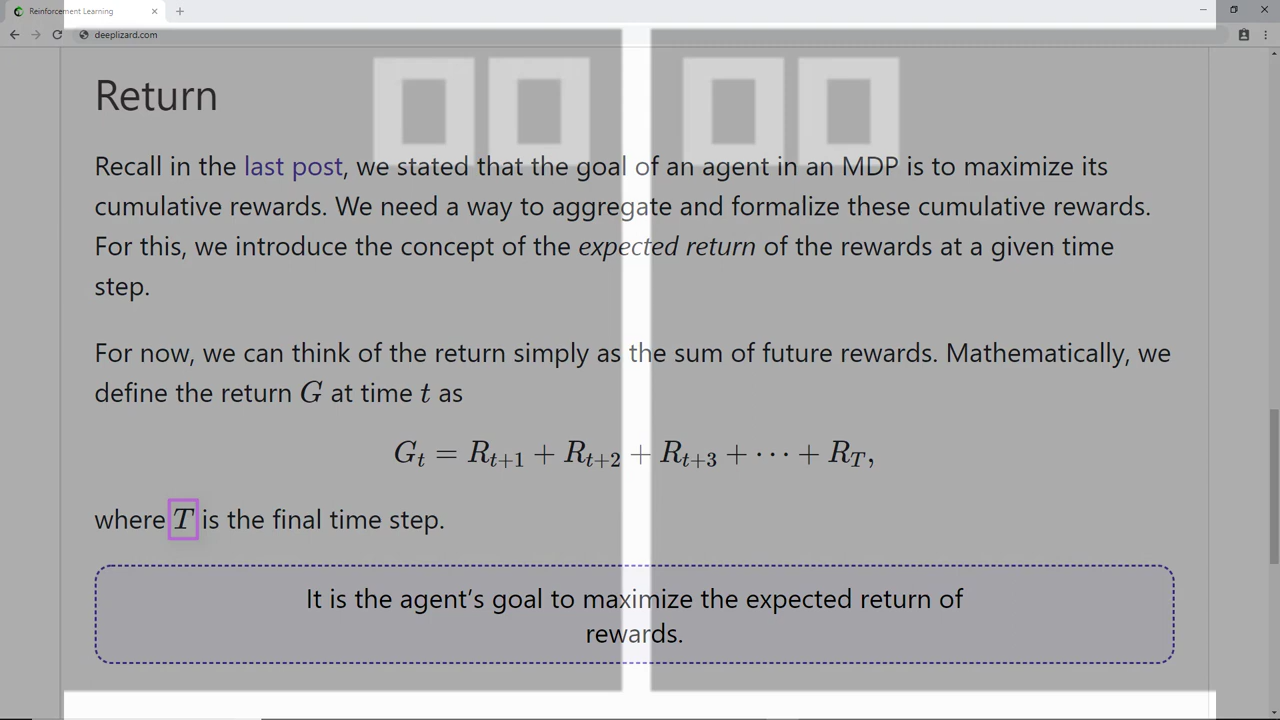 Reinforcement Learning
deeplizard.com
Return
Recall in the last post, we stated that the goal of an agent in an MDP is to maximize its
cumulative rewards. We need a way to aggregate and formalize these cumulative rewards.
For this, we introduce the concept of the expected return of the rewards at a given time
step.
For now, we can think of the return simply as the sum of future rewards. Mathematically, we
define the return G at time t as
G_t = R_{t+1} + R_{t+2} + R_{t+3} + ⋯ + R_T,
where T is the final time step.
It is the agent’s goal to maximize the expected return of
rewards.